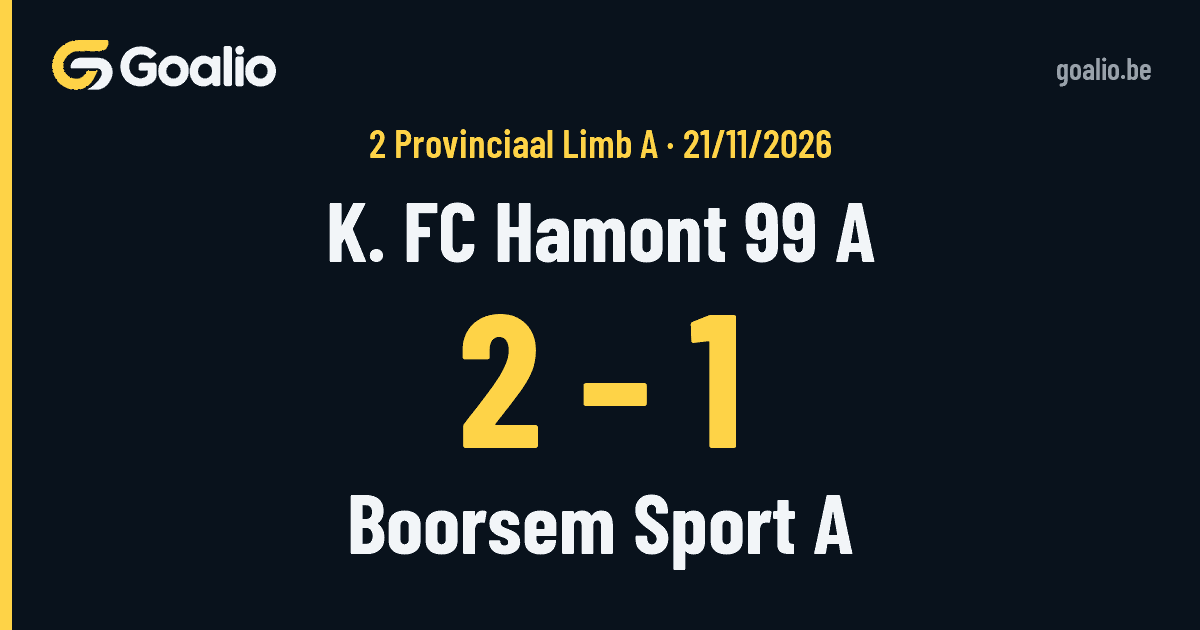 Goalio
goalio.be
2 Provinciaal Limb A · 21/11/2026
K. FC Hamont 99 A
2 – 1
Boorsem Sport A